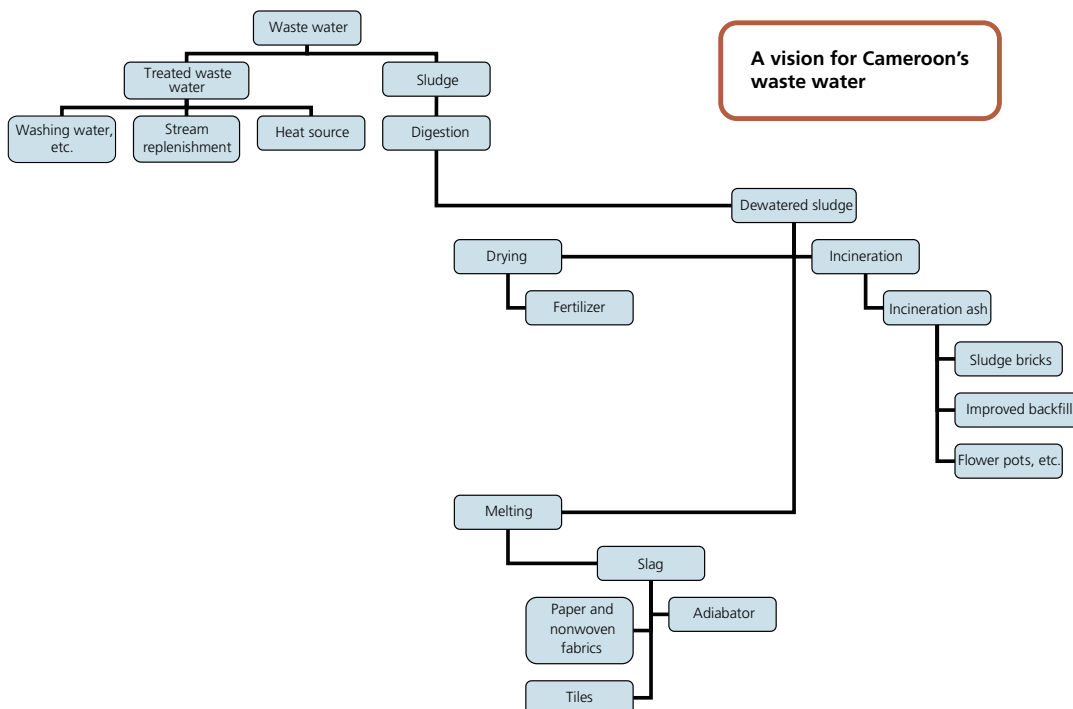 Waste water
A vision for Cameroon's
waste water
Treated waste
water
Sludge
Washing water,
etc.
Stream
replenishment
Heat source
Digestion
Dewatered sludge
Drying
Incineration
Fertilizer
Incineration ash
Sludge bricks
Improved backfill
Flower pots, etc.
Melting
Slag
Paper and
nonwoven
fabrics
Adiabator
Tiles